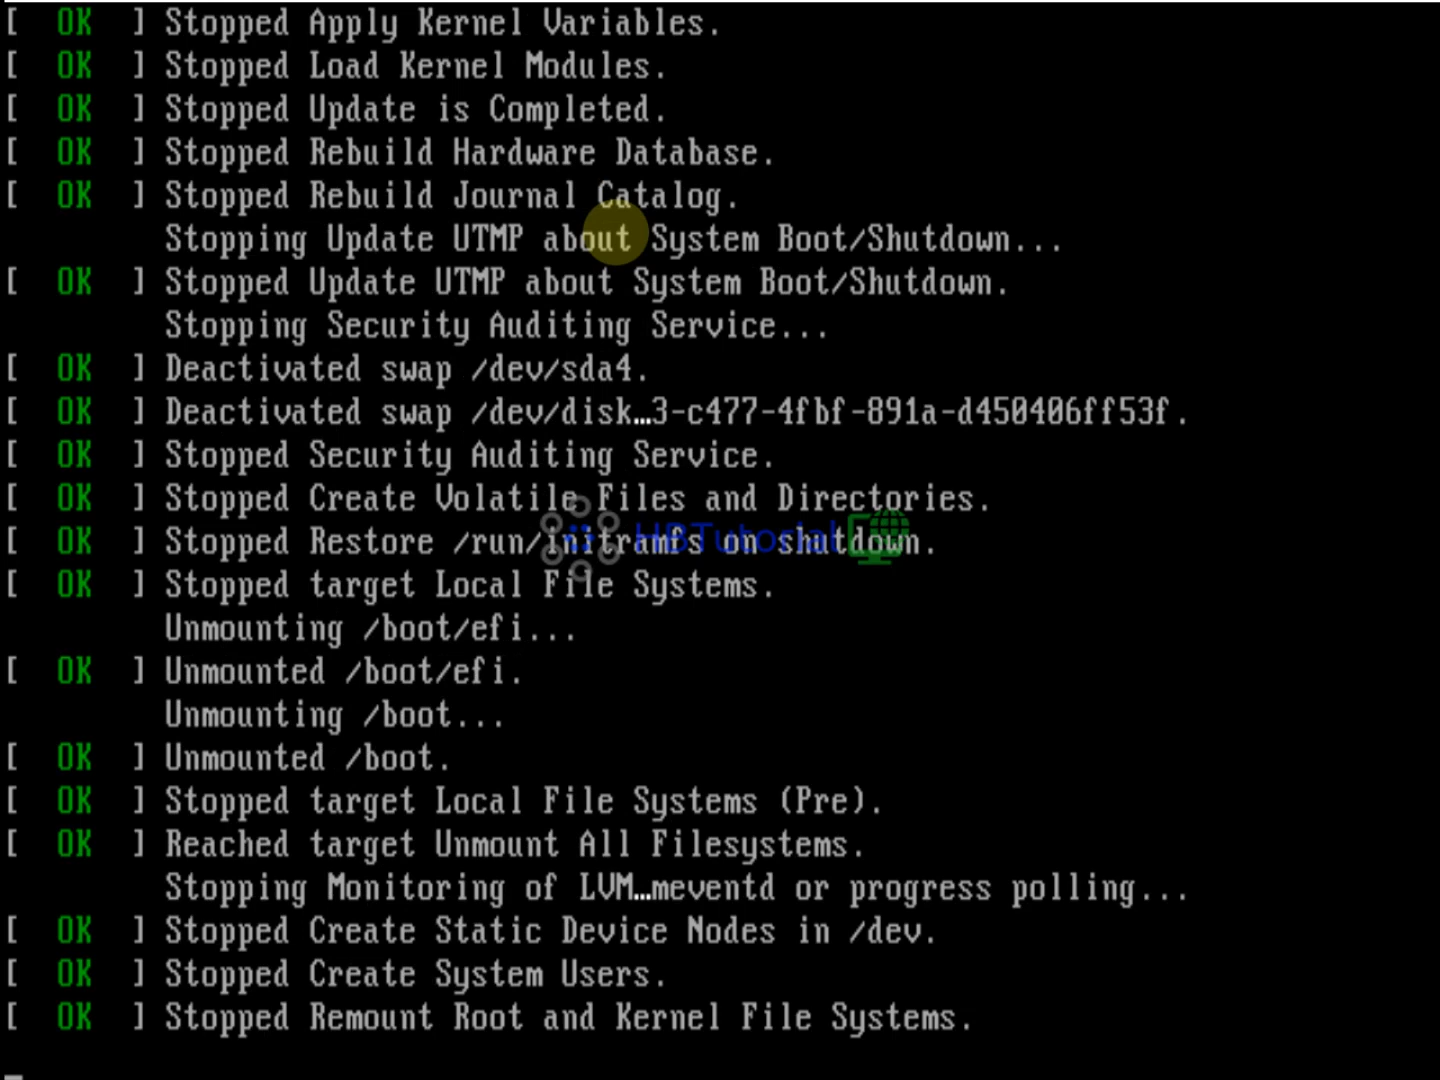 [  OK  ] Stopped Apply Kernel Variables.
[  OK  ] Stopped Load Kernel Modules.
[  OK  ] Stopped Update is Completed.
[  OK  ] Stopped Rebuild Hardware Database.
[  OK  ] Stopped Rebuild Journal Catalog.
Stopping Update UTMP about System Boot/Shutdown...
[  OK  ] Stopped Update UTMP about System Boot/Shutdown.
Stopping Security Auditing Service...
[  OK  ] Deactivated swap /dev/sda4.
[  OK  ] Deactivated swap /dev/disk…3-c477-4fbf-891a-d450406ff53f.
[  OK  ] Stopped Security Auditing Service.
[  OK  ] Stopped Create Volatile Files and Directories.
[  OK  ] Stopped Restore /run/initramfs on shutdown.
HBTutorial
[  OK  ] Stopped target Local File Systems.
Unmounting /boot/efi...
[  OK  ] Unmounted /boot/efi.
Unmounting /boot...
[  OK  ] Unmounted /boot.
[  OK  ] Stopped target Local File Systems (Pre).
[  OK  ] Reached target Unmount All Filesystems.
Stopping Monitoring of LVM…meventd or progress polling...
[  OK  ] Stopped Create Static Device Nodes in /dev.
[  OK  ] Stopped Create System Users.
[  OK  ] Stopped Remount Root and Kernel File Systems.